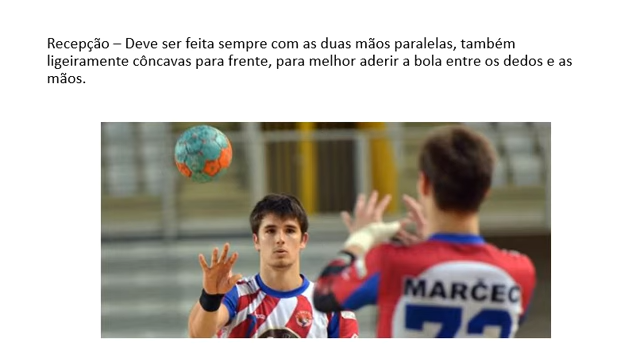 Recepção – Deve ser feita sempre com as duas mãos paralelas, também
ligeiramente côncavas para frente, para melhor aderir a bola entre os dedos e as
mãos.
MARČEC
72